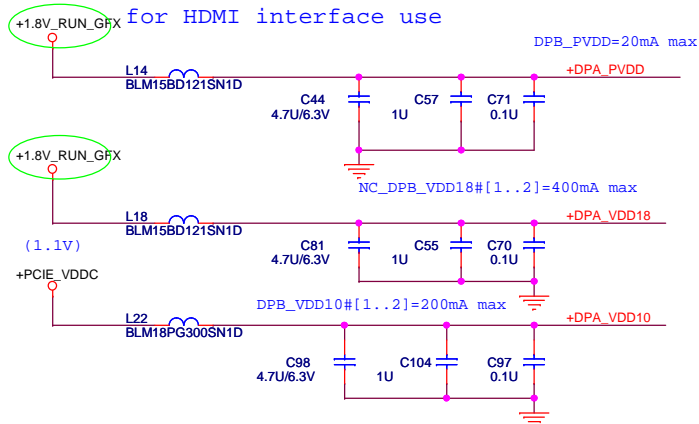 for HDMI interface use
+1.8V_RUN_GFX
DPB_PVDD=20mA max
L14
BLM15BD121SN1D
+DPA_PVDD
C44
4.7U/6.3V
C57
1U
C71
0.1U
+1.8V_RUN_GFX
NC_DPB_VDD18#[1..2]=400mA max
L18
BLM15BD121SN1D
+DPA_VDD18
C81
4.7U/6.3V
C55
1U
C70
0.1U
(1.1V)
+PCIE_VDDC
DPB_VDD10#[1..2]=200mA max
L22
BLM18PG300SN1D
+DPA_VDD10
C98
4.7U/6.3V
C104
1U
C97
0.1U